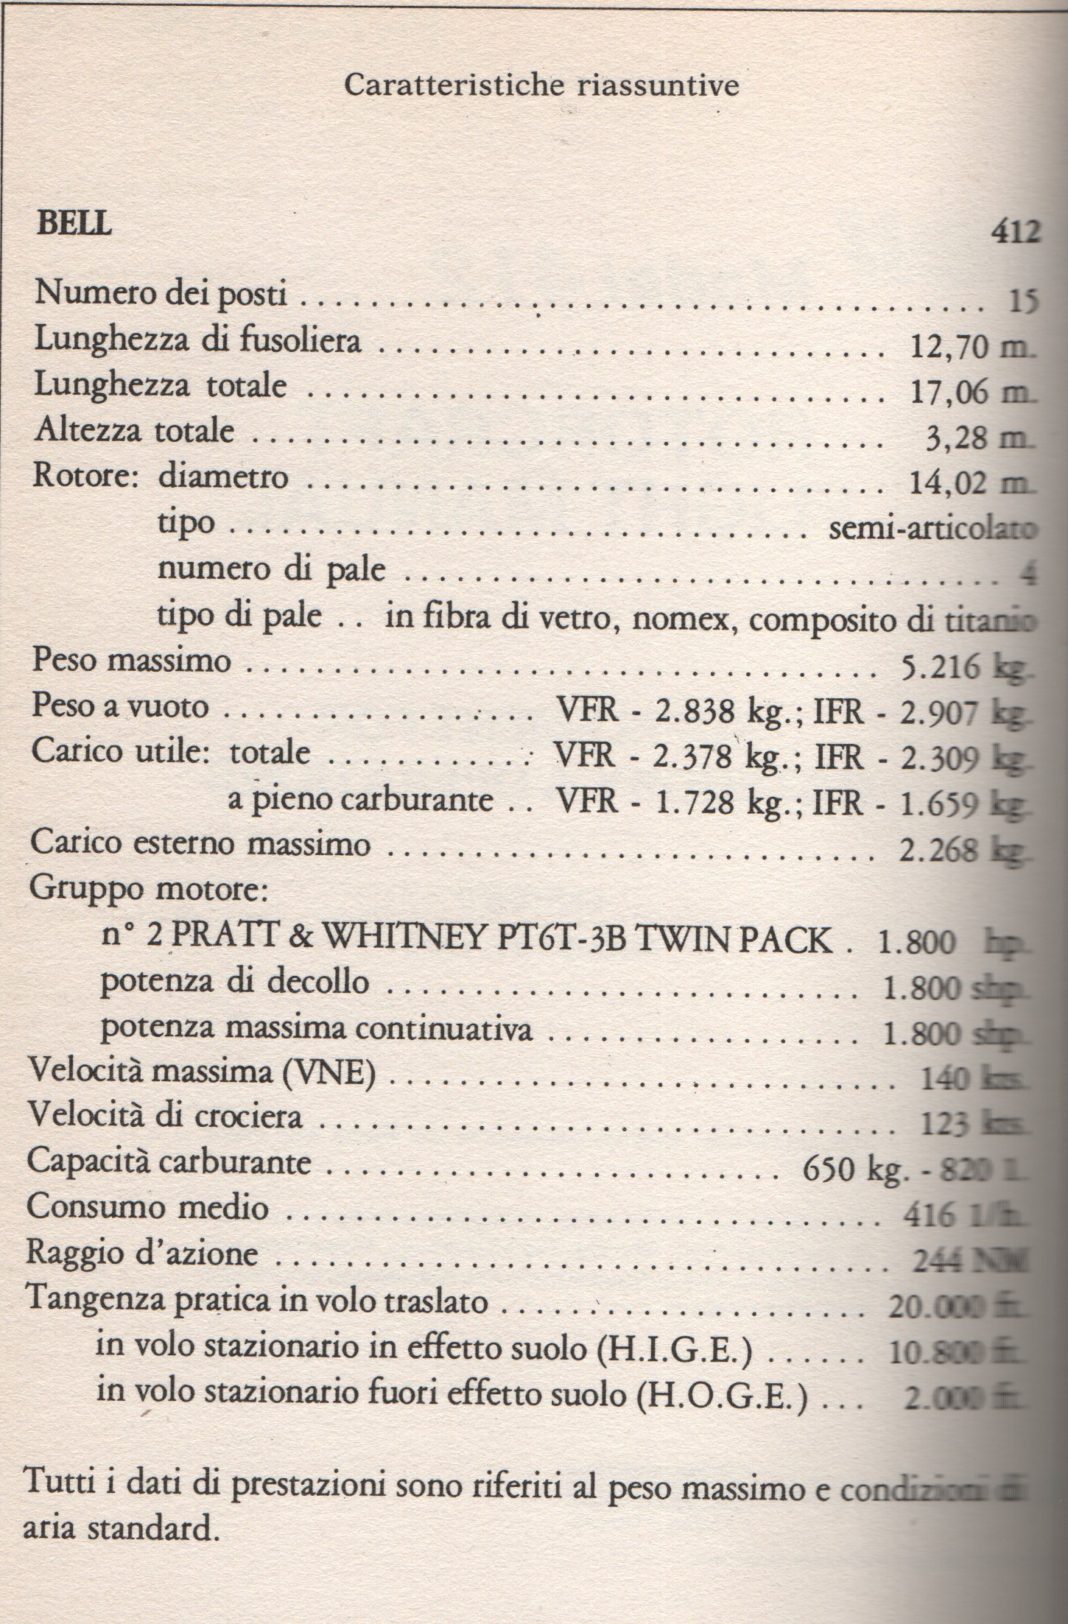 Caratteristiche riassuntive
BELL 412
Numero dei posti ........................................ 15
Lunghezza di fusoliera .............................. 12,70 m.
Lunghezza totale .................................. 17,06 m.
Altezza totale ..................................... 3,28 m.
Rotore: diametro .................................. 14,02 m.
tipo .................................. semi-articolato
numero di pale ................................... 4
tipo di pale .. in fibra di vetro, nomex, composito di titanio
Peso massimo ..................................... 5.216 kg.
Peso a vuoto ................... VFR - 2.838 kg.; IFR - 2.907 kg.
Carico utile: totale ............ VFR - 2.378 kg.; IFR - 2.309 kg.
a pieno carburante .. VFR - 1.728 kg.; IFR - 1.659 kg.
Carico esterno massimo ............................. 2.268 kg.
Gruppo motore:
n° 2 PRATT & WHITNEY PT6T-3B TWIN PACK . 1.800 hp.
potenza di decollo ............................ 1.800 shp.
potenza massima continuativa ................... 1.800 shp.
Velocità massima (VNE) .............................. 140
Velocità di crociera .................................. 123
Capacità carburante ........................... 650 kg. - 820 l.
Consumo medio ................................... 416 l/h.
Raggio d'azione .................................... 244 NM
Tangenza pratica in volo traslato ...................... 20.000 ft.
in volo stazionario in effetto suolo (H.I.G.E.) ...... 10.800 ft.
in volo stazionario fuori effetto suolo (H.O.G.E.) ... 2.000 ft.
Tutti i dati di prestazioni sono riferiti al peso massimo e condizioni di
aria standard.